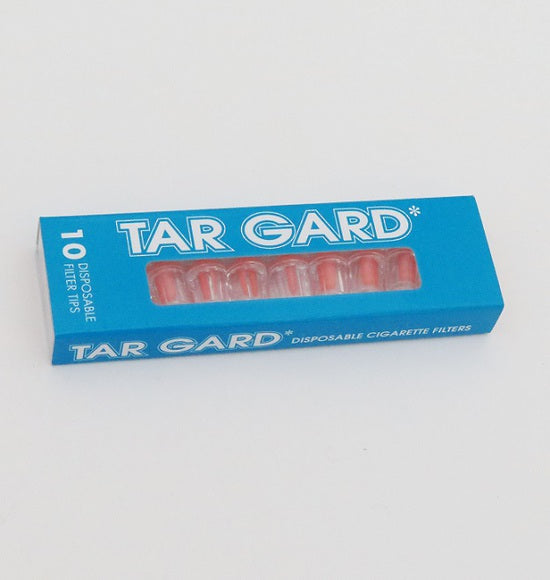 TAR GARD*
10 DISPOSABLE
FILTER TIPS
TAR GARD* DISPOSABLE CIGARETTE FILTERS